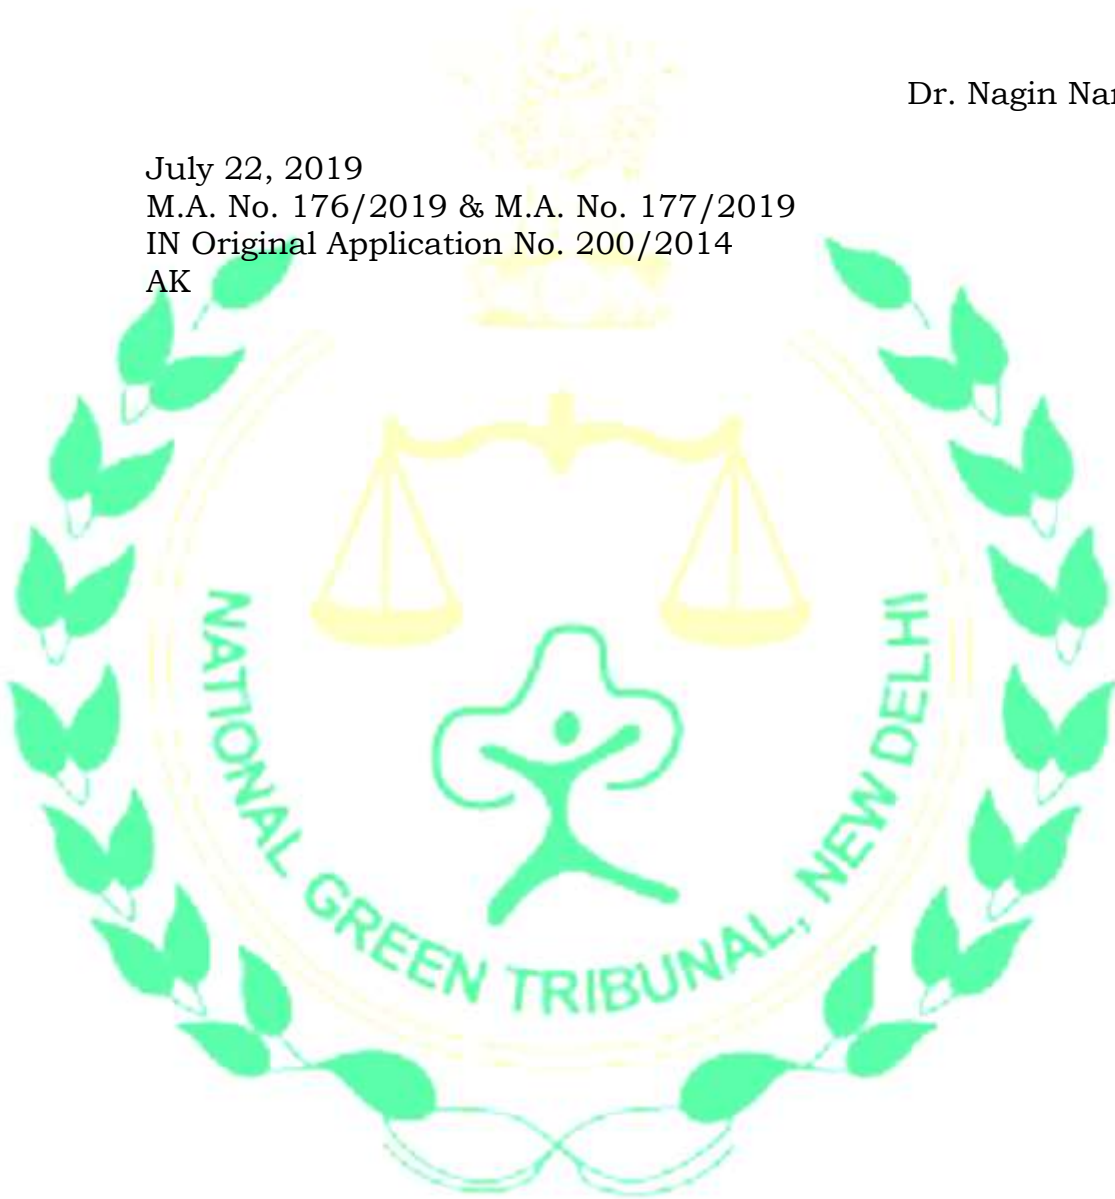 Dr. Nagin
July 22, 2019
M.A. No. 176/2019 & M.A. No. 177/2019
IN Original Application No. 200/2014
AK
NATIONAL GREEN TRIBUNAL, NEW DELHI